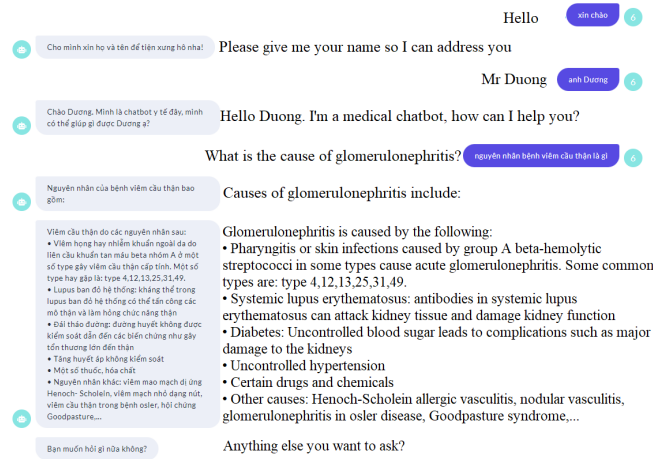 Hello
xin chào
6
Cho mình xin họ và tên để tiện xưng hô nha!
Please give me your name so I can address you
Mr Duong
anh Dương
6
Chào Dương. Mình là chatbot y tế đây, mình
có thể giúp gì được Dương ạ?
Hello Duong. I'm a medical chatbot, how can I help you?
What is the cause of glomerulonephritis?
nguyên nhân bệnh viêm cầu thận là gì
6
Nguyên nhân của bệnh viêm cầu thận bao
gồm:
Causes of glomerulonephritis include:
Viêm cầu thận do các nguyên nhân sau:
• Viêm họng hay nhiễm khuẩn ngoài da do
liên cầu khuẩn tan máu beta nhóm A ở một
số type gây viêm cầu thận cấp tính. Một số
type hay gặp là: type 4,12,13,25,31,49.
• Lupus ban đỏ hệ thống: kháng thể trong
lupus ban đỏ hệ thống có thể tấn công các
mô thận và làm hỏng chức năng thận
• Đái tháo đường: đường huyết không được
kiểm soát dẫn đến các biến chứng như gây
tổn thương lớn đến thận
• Tăng huyết áp không kiểm soát
• Một số thuốc, hóa chất
• Nguyên nhân khác: viêm mao mạch dị ứng
Henoch- Scholein, viêm mạch nhỏ dạng nút,
viêm cầu thận trong bệnh osler, hội chứng
Goodpasture,...
Glomerulonephritis is caused by the following:
• Pharyngitis or skin infections caused by group A beta-hemolytic
streptococci in some types cause acute glomerulonephritis. Some common
types are: type 4,12,13,25,31,49.
• Systemic lupus erythematosus: antibodies in systemic lupus
erythematosus can attack kidney tissue and damage kidney function
• Diabetes: Uncontrolled blood sugar leads to complications such as major
damage to the kidneys
• Uncontrolled hypertension
• Certain drugs and chemicals
• Other causes: Henoch-Scholein allergic vasculitis, nodular vasculitis,
glomerulonephritis in osler disease, Goodpasture syndrome,...
Bạn muốn hỏi gì nữa không?
Anything else you want to ask?